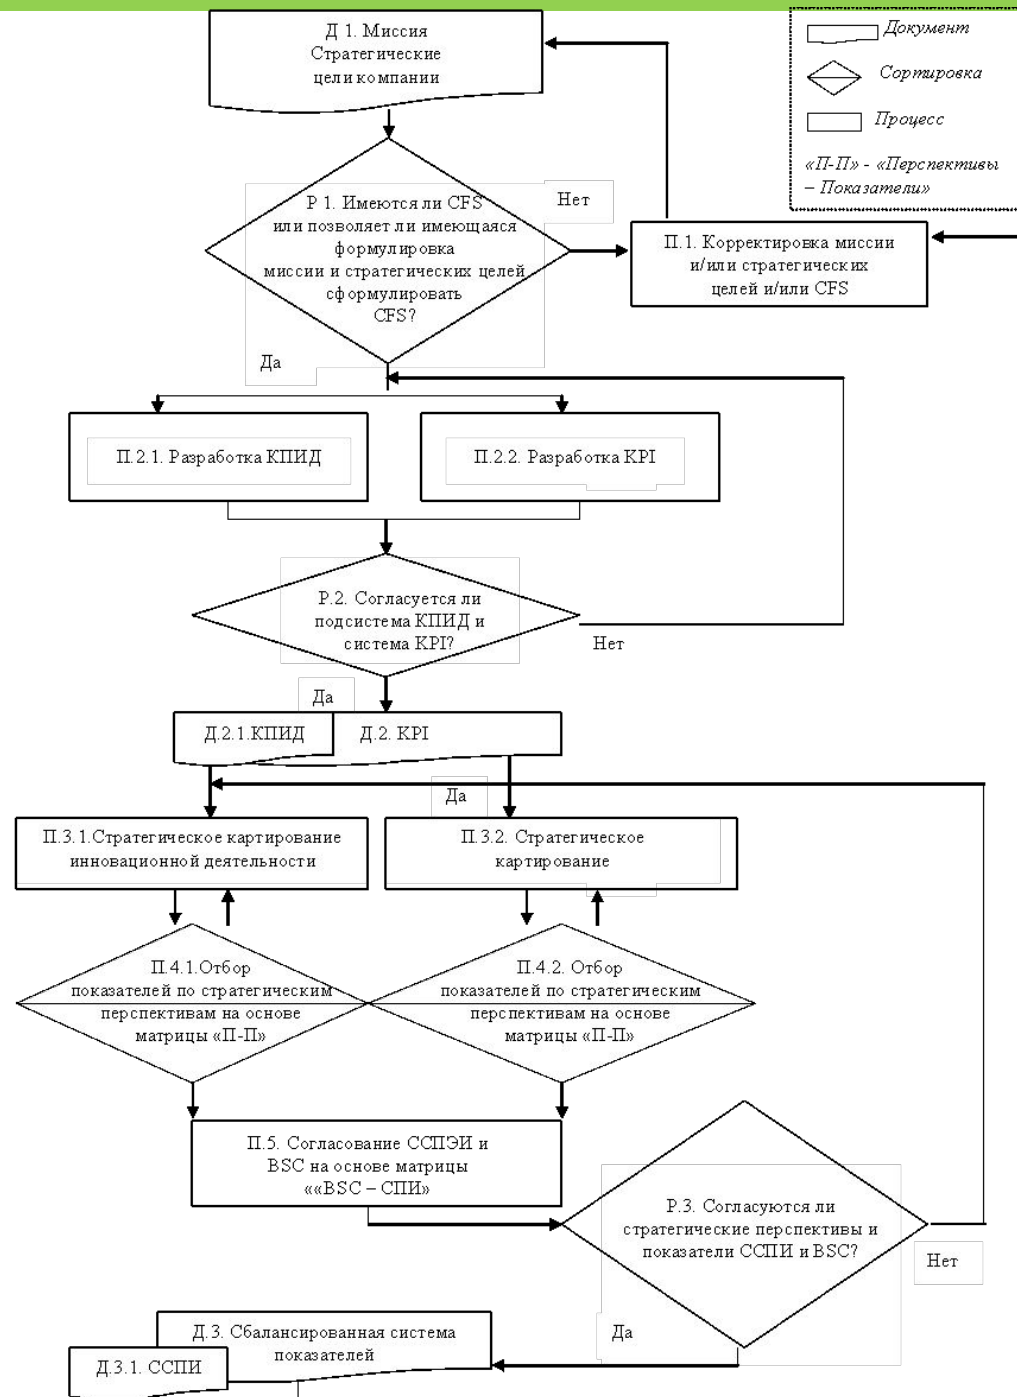 Д 1. Миссия
Стратегические
цели компании
Документ
Сортировка
Процесс
«П-П» - «Перспективы
– Показатели»
Р 1. Имеются ли CFS
или позволяет ли имеющаяся
формулировка
миссии и стратегических целей
сформулировать
CFS?
Нет
П.1. Корректировка миссии
и/или стратегических
целей и/или CFS
Да
П.2.1. Разработка КПИД
П.2.2. Разработка KPI
Р.2. Согласуется ли
подсистема КПИД и
система KPI?
Нет
Да
Д.2.1.КПИД
Д.2. KPI
Да
П.3.1.Стратегическое картирование
инновационной деятельности
П.3.2. Стратегическое
картирование
П.4.1.Отбор
показателей по стратегическим
перспективам на основе
матрицы «П-П»
П.4.2. Отбор
показателей по стратегическим
перспективам на основе
матрицы «П-П»
П.5. Согласование ССПЭИ и
BSC на основе матрицы
««BSC – СПИ»
Р.3. Согласуются ли
стратегические перспективы и
показатели ССПИ и BSC?
Нет
Да
Д.3. Сбалансированная система
показателей
Д.3.1. ССПИ